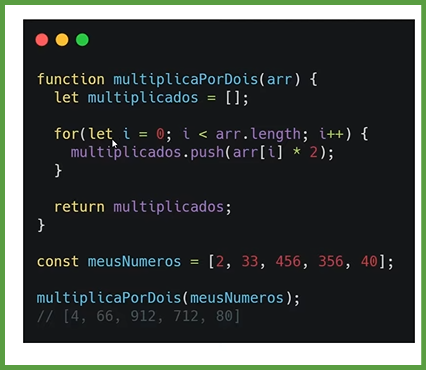 function multiplicaPorDois(arr) {
  let multiplicados = [];
  for(let i = 0; i < arr.length; i++) {
    multiplicados.push(arr[i] * 2);
  }
  return multiplicados;
}
const meusNumeros = [2, 33, 456, 356, 40];
multiplicaPorDois(meusNumeros);
// [4, 66, 912, 712, 80]